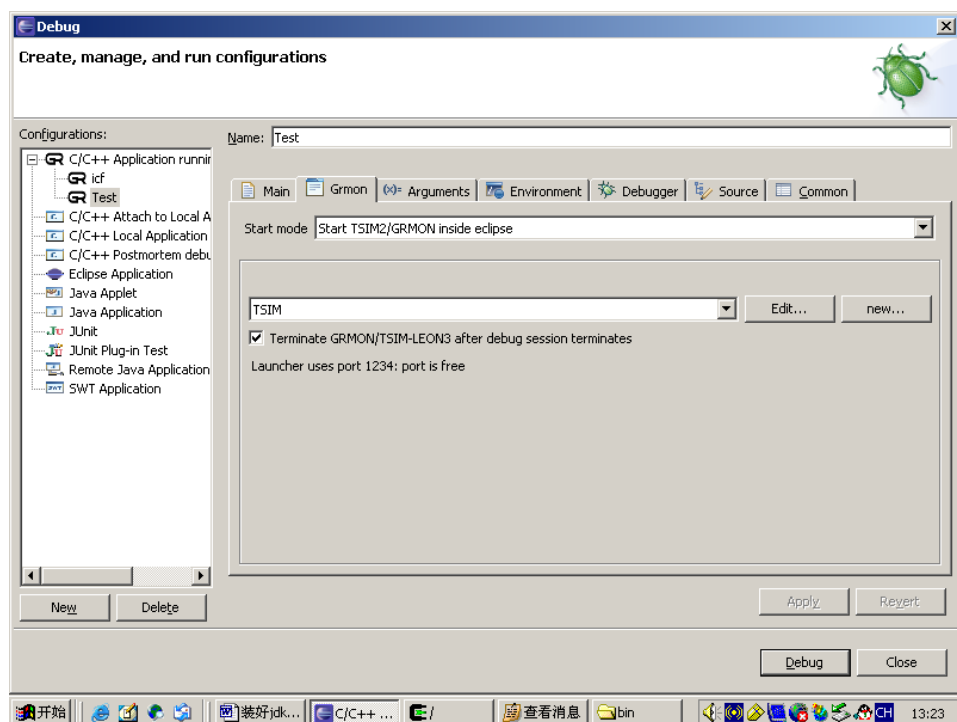 Debug
Create, manage, and run configurations
Configurations:
Name: Test
C/C++ Application runnin
icf
Test
C/C++ Attach to Local A
C/C++ Local Application
C/C++ Postmortem debu
Eclipse Application
Java Applet
Java Application
JUnit
JUnit Plug-in Test
Remote Java Application
SWT Application
New Delete
Main Grmon Arguments Environment Debugger Source Common
Start mode Start TSIM2/GRMON inside eclipse
TSIM Edit... new...
Terminate GRMON/TSIM-LEON3 after debug session terminates
Launcher uses port 1234: port is free
Apply Revert
Debug Close
开始 装好jdk... C/C++ ... / 查看消息 bin CH 13:23